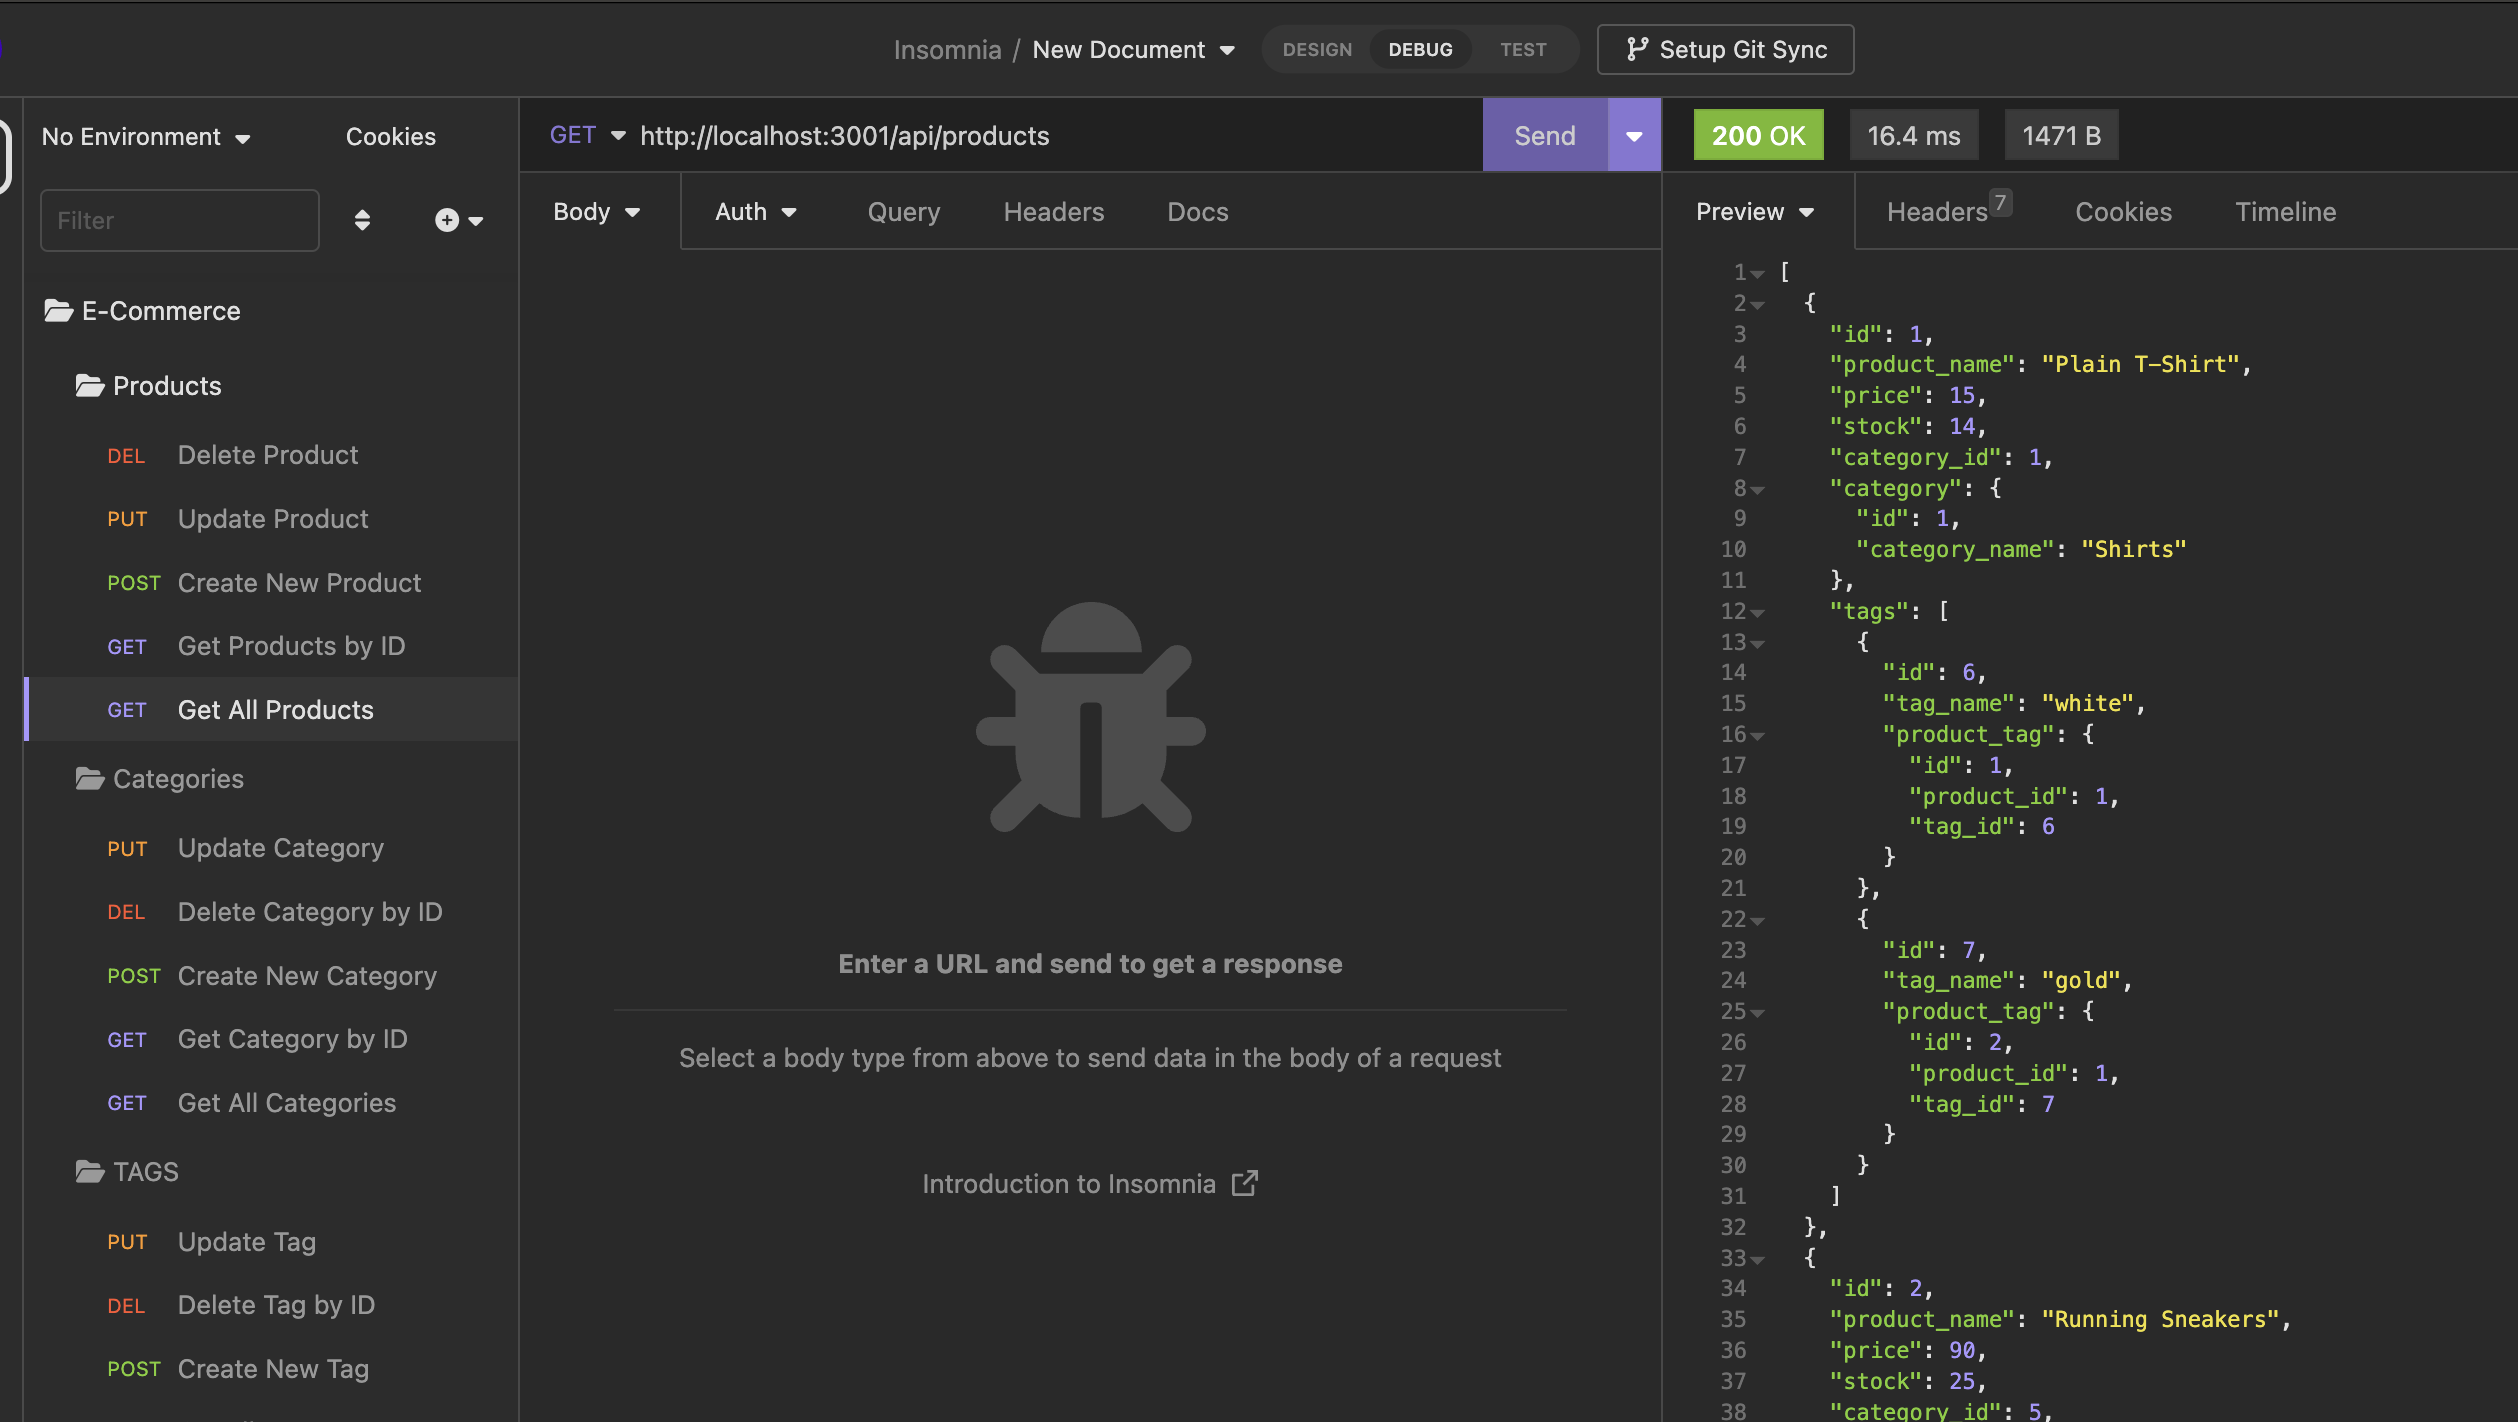 Insomnia / New Document
DESIGN DEBUG TEST
Setup Git Sync
No Environment
Cookies
Filter
E-Commerce
Products
DEL Delete Product
PUT Update Product
POST Create New Product
GET Get Products by ID
GET Get All Products
Categories
PUT Update Category
DEL Delete Category by ID
POST Create New Category
GET Get Category by ID
GET Get All Categories
TAGS
PUT Update Tag
DEL Delete Tag by ID
POST Create New Tag
GET http://localhost:3001/api/products
Send
Body Auth Query Headers Docs
Enter a URL and send to get a response
Select a body type from above to send data in the body of a request
Introduction to Insomnia
200 OK 16.4 ms 1471 B
Preview Headers 7 Cookies Timeline
1 [
2 {
3 "id": 1,
4 "product_name": "Plain T-Shirt",
5 "price": 15,
6 "stock": 14,
7 "category_id": 1,
8 "category": {
9 "id": 1,
10 "category_name": "Shirts"
11 },
12 "tags": [
13 {
14 "id": 6,
15 "tag_name": "white",
16 "product_tag": {
17 "id": 1,
18 "product_id": 1,
19 "tag_id": 6
20 }
21 },
22 {
23 "id": 7,
24 "tag_name": "gold",
25 "product_tag": {
26 "id": 2,
27 "product_id": 1,
28 "tag_id": 7
29 }
30 }
31 ]
32 },
33 {
34 "id": 2,
35 "product_name": "Running Sneakers",
36 "price": 90,
37 "stock": 25,
38 "category_id": 5,